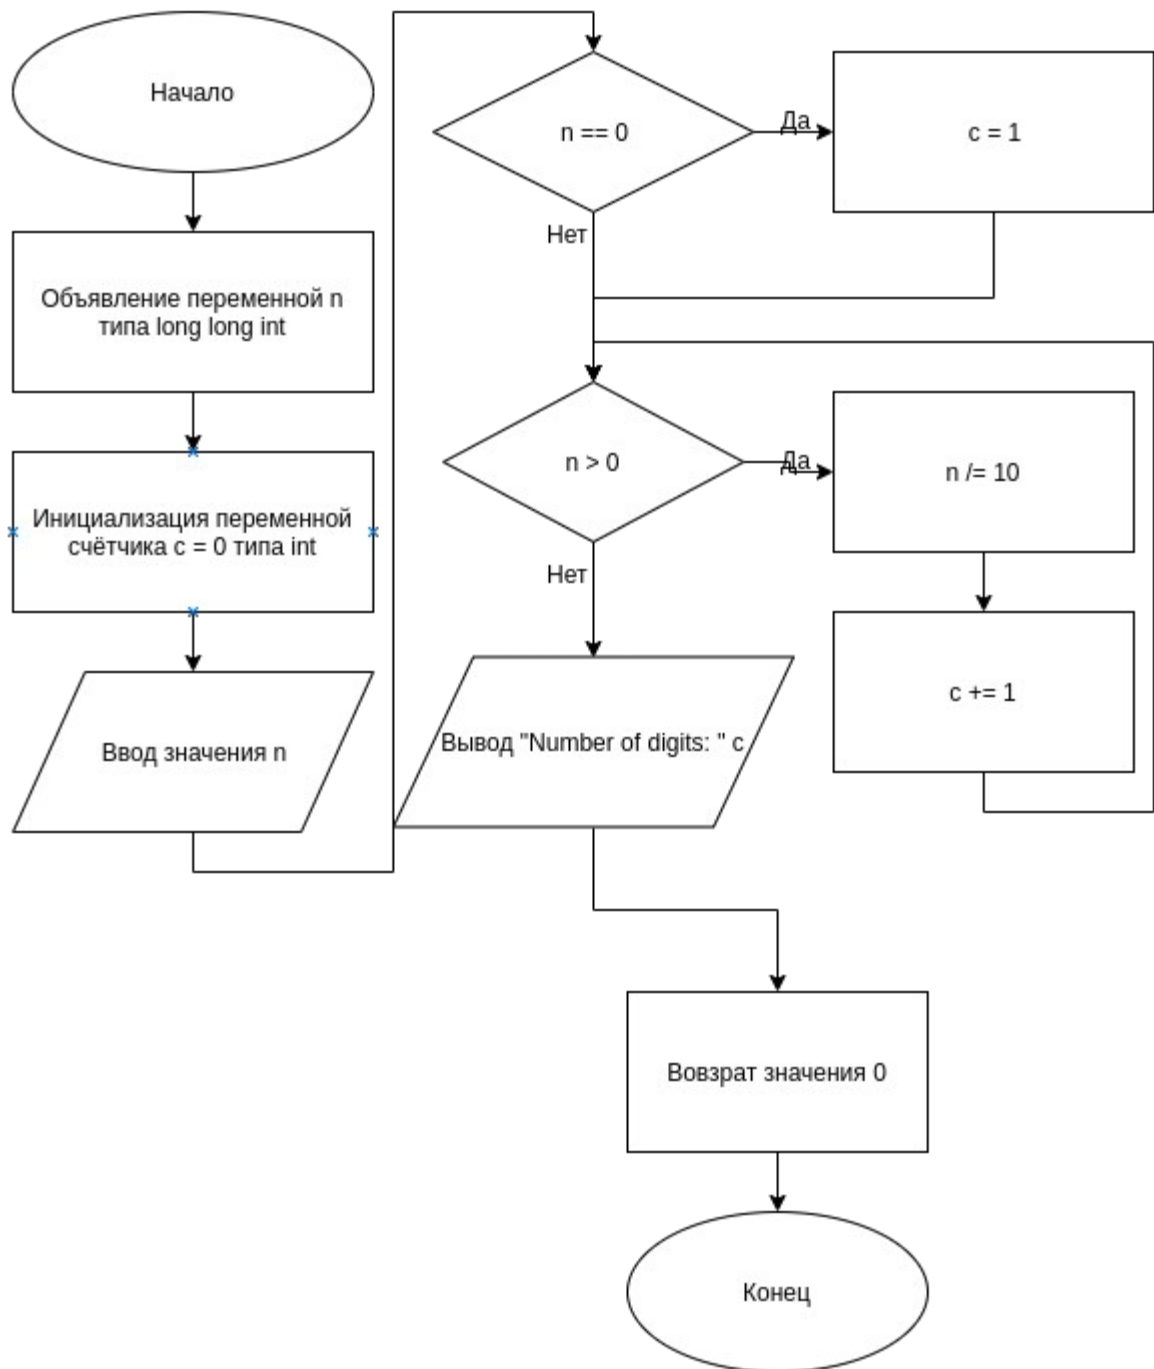 Начало
Объявление переменной n
типа long long int
Инициализация переменной
счётчика c = 0 типа int
Ввод значения n
n == 0
Да
c = 1
Нет
n > 0
Да
n /= 10
Нет
c += 1
Вывод "Number of digits: " c
Вовзрат значения 0
Конец